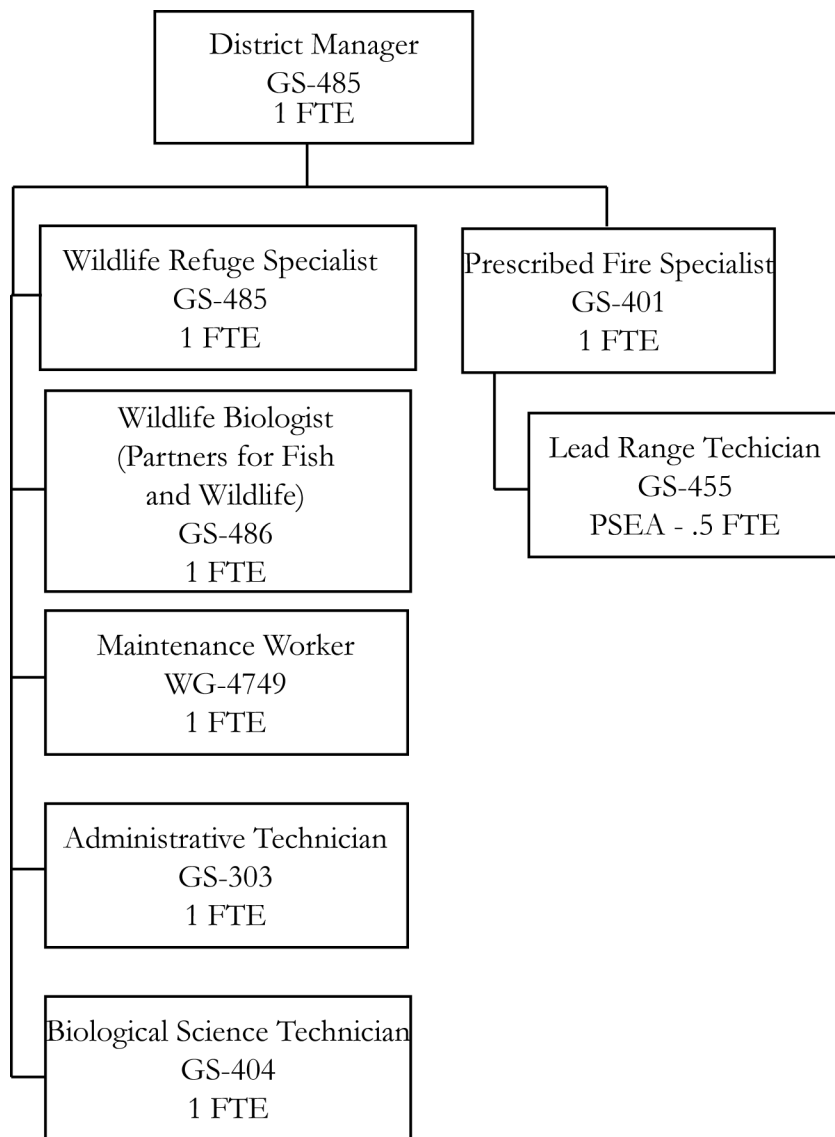 District Manager
GS-485
1 FTE
Wildlife Refuge Specialist
GS-485
1 FTE
Prescribed Fire Specialist
GS-401
1 FTE
Wildlife Biologist
(Partners for Fish
and Wildlife)
GS-486
1 FTE
Lead Range Techician
GS-455
PSEA - .5 FTE
Maintenance Worker
WG-4749
1 FTE
Administrative Technician
GS-303
1 FTE
Biological Science Technician
GS-404
1 FTE